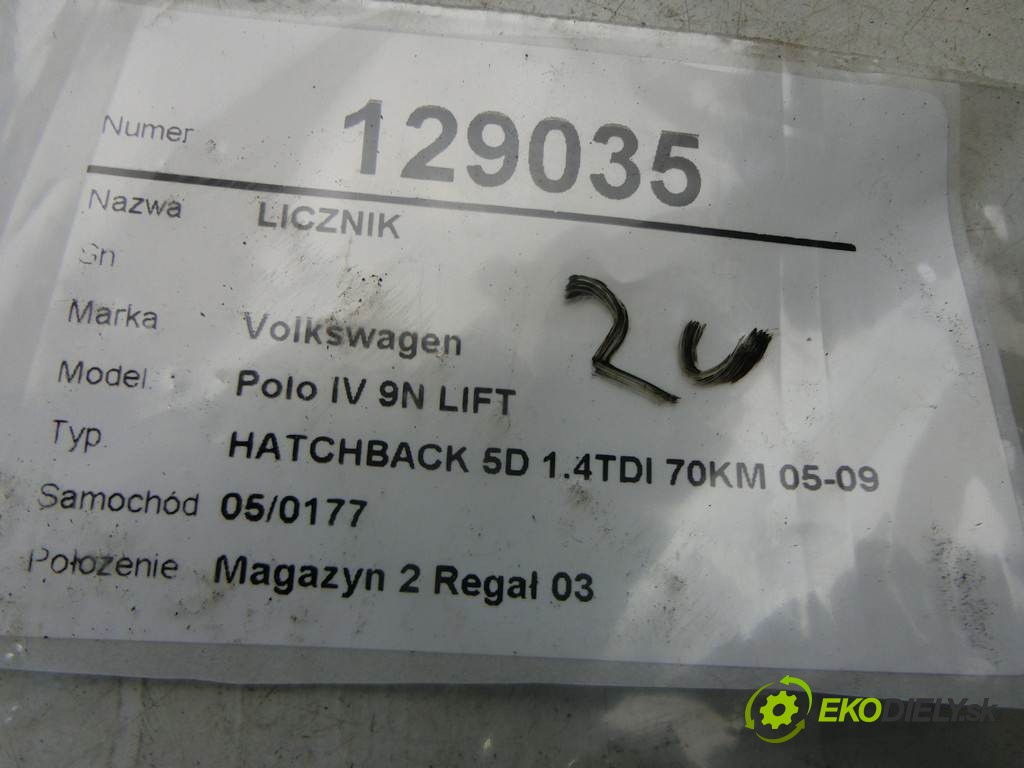 Numer 129035
Nazwa LICZNIK
Sn
Marka Volkswagen
Model. Polo IV 9N LIFT
Typ. HATCHBACK 5D 1.4TDI 70KM 05-09
Samochód 05/0177
Położenie Magazyn 2 Regał 03
EKODIELY.sk